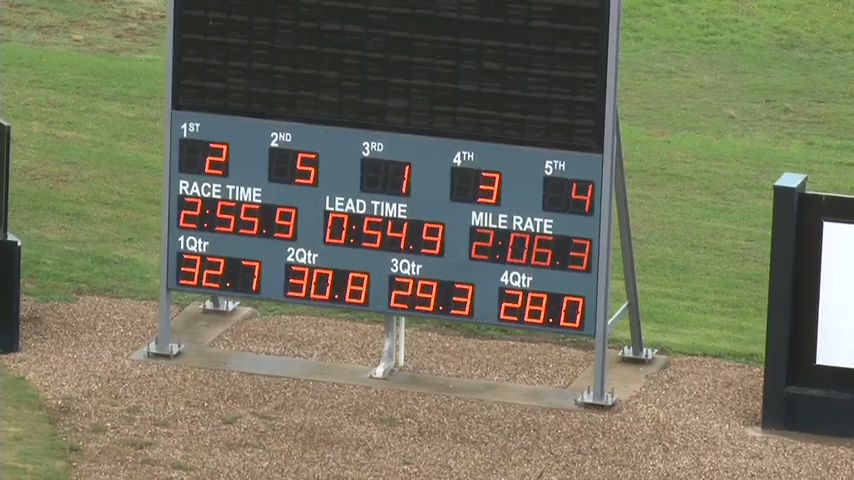 1ST 2ND 3RD 4TH 5TH
2 5 1 3 4
RACE TIME LEAD TIME MILE RATE
2:55.9 0:54.9 2:06.3
1Qtr 2Qtr 3Qtr 4Qtr
32.7 30.8 29.3 28.0